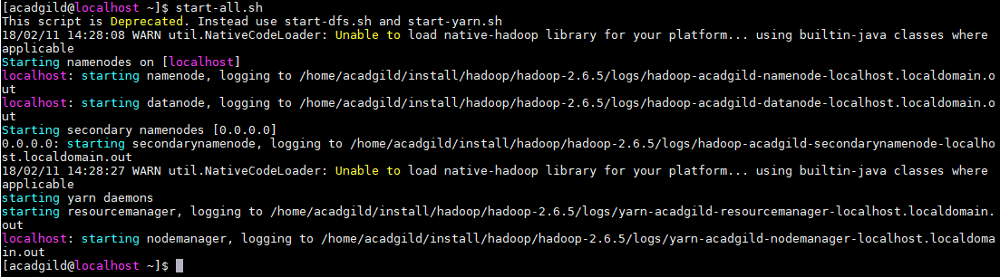 [acadgild@localhost ~]$ start-all.sh
This script is Deprecated. Instead use start-dfs.sh and start-yarn.sh
18/02/11 14:28:08 WARN util.NativeCodeLoader: Unable to load native-hadoop library for your platform... using builtin-java classes where
applicable
Starting namenodes on [localhost]
localhost: starting namenode, logging to /home/acadgild/install/hadoop/hadoop-2.6.5/logs/hadoop-acadgild-namenode-localhost.localdomain.o
ut
localhost: starting datanode, logging to /home/acadgild/install/hadoop/hadoop-2.6.5/logs/hadoop-acadgild-datanode-localhost.localdomain.o
ut
Starting secondary namenodes [0.0.0.0]
0.0.0.0: starting secondarynamenode, logging to /home/acadgild/install/hadoop/hadoop-2.6.5/logs/hadoop-acadgild-secondarynamenode-localho
st.localdomain.out
18/02/11 14:28:27 WARN util.NativeCodeLoader: Unable to load native-hadoop library for your platform... using builtin-java classes where
applicable
starting yarn daemons
starting resourcemanager, logging to /home/acadgild/install/hadoop/hadoop-2.6.5/logs/yarn-acadgild-resourcemanager-localhost.localdomain.
out
localhost: starting nodemanager, logging to /home/acadgild/install/hadoop/hadoop-2.6.5/logs/yarn-acadgild-nodemanager-localhost.localdoma
in.out
[acadgild@localhost ~]$